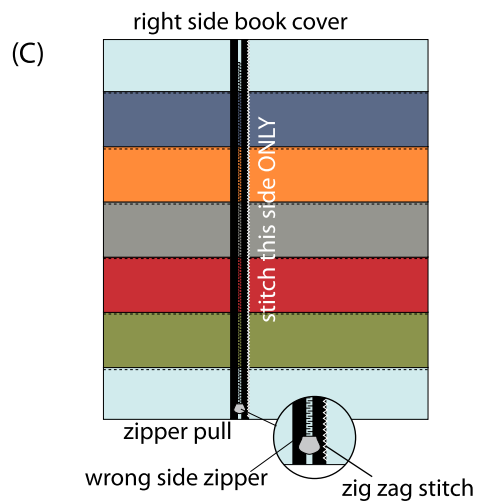 right side book cover
(C)
stitch this side ONLY
zipper pull
wrong side zipper
zig zag stitch